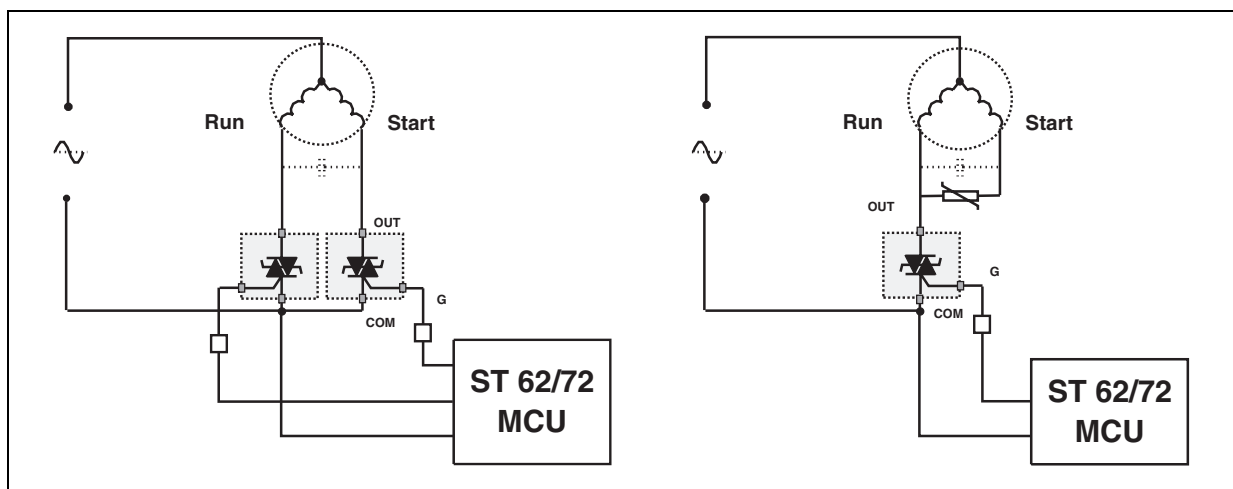 Run Start
OUT
G
COM
ST 62/72
MCU
Run Start
OUT
G
COM
ST 62/72
MCU